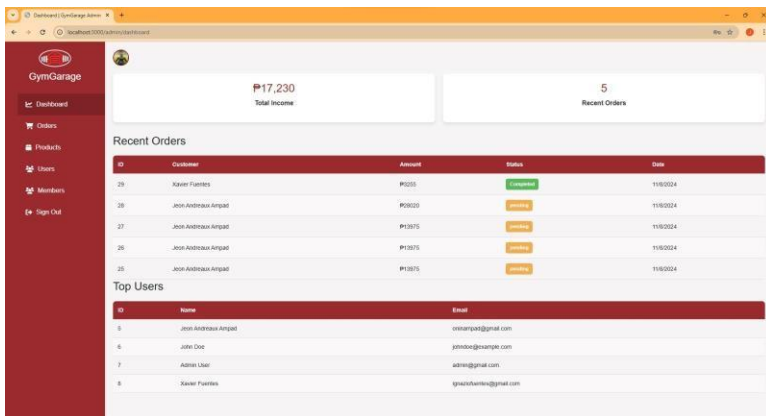 Dashboard | GymGarage Admin
localhost:3000/admin/dashboard
GymGarage
Dashboard
Orders
Products
Users
Members
Sign Out
₱17,230
Total Income
5
Recent Orders
Recent Orders
ID Customer Amount Status Date
29 Xavier Fuentes ₱3255 Completed 11/8/2024
28 Jeon Andreaux Ampad ₱28020 pending 11/8/2024
27 Jeon Andreaux Ampad ₱13975 pending 11/8/2024
26 Jeon Andreaux Ampad ₱13975 pending 11/8/2024
25 Jeon Andreaux Ampad ₱13975 pending 11/8/2024
Top Users
ID Name Email
5 Jeon Andreaux Ampad
6 John Doe johndoe@example.com
7 Admin User admin@gmail.com
8 Xavier Fuentes ignaziofuentes@gmail.com